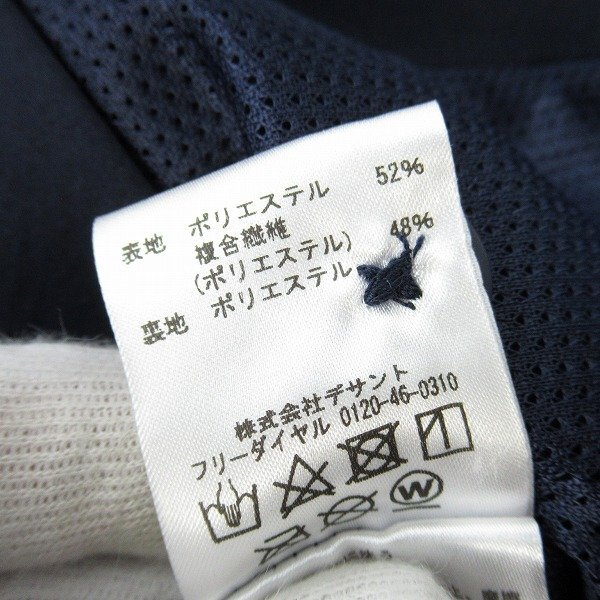 表地 ポリエステル 52%
複合繊維 48%
(ポリエステル)
裏地 ポリエステル
株式会社デサント
フリーダイヤル 0120-46-0310
W